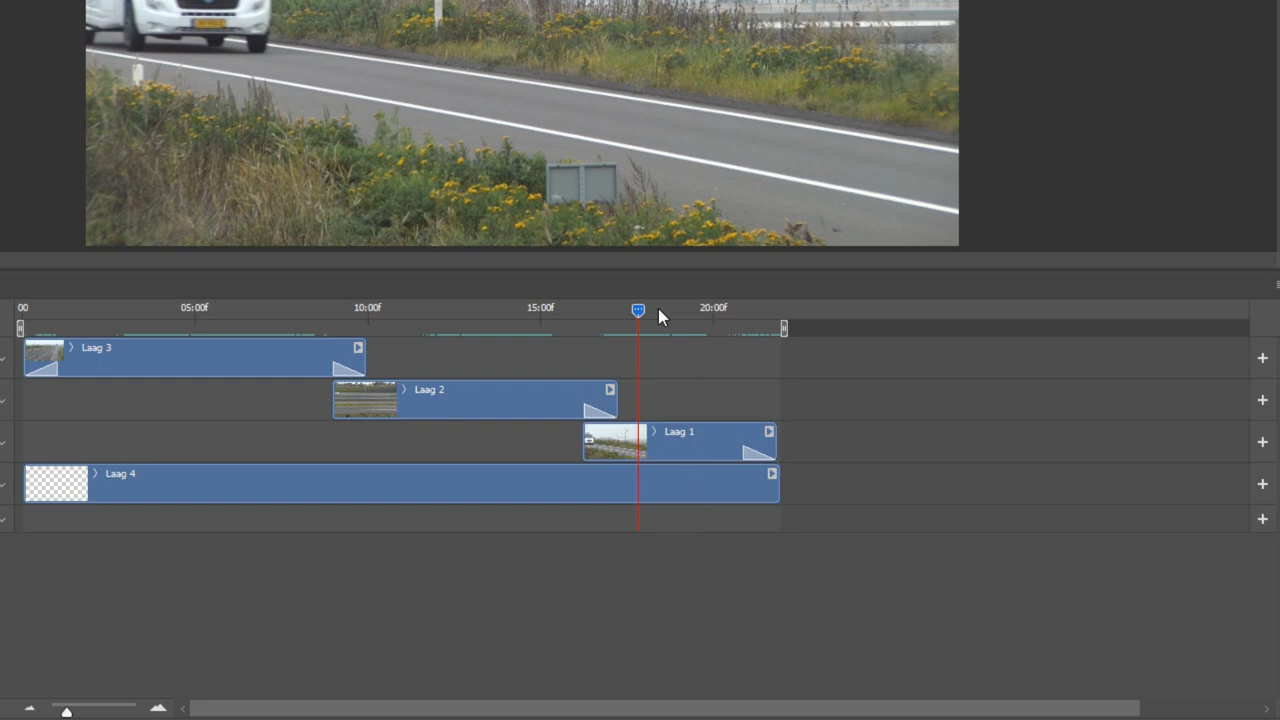 00 05:00f 10:00f 15:00f 20:00f
Laag 3
Laag 2
Laag 1
Laag 4